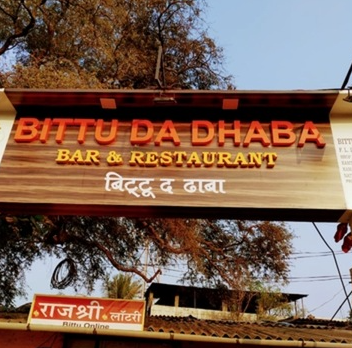 BITTU DA DHABA
BAR & RESTAURANT
बिट्टू द ढाबा
राजश्री लॉटरी
Bittu Online